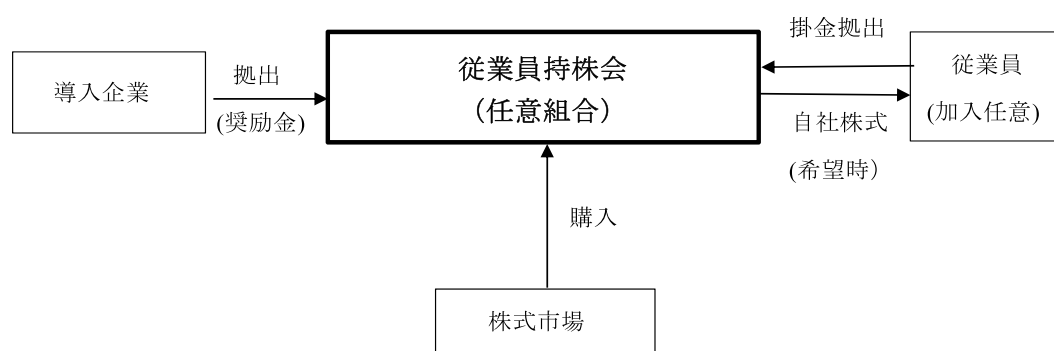 導入企業
拠出
(奨励金)
従業員持株会
(任意組合)
掛金拠出
自社株式
(希望時)
従業員
(加入任意)
購入
株式市場